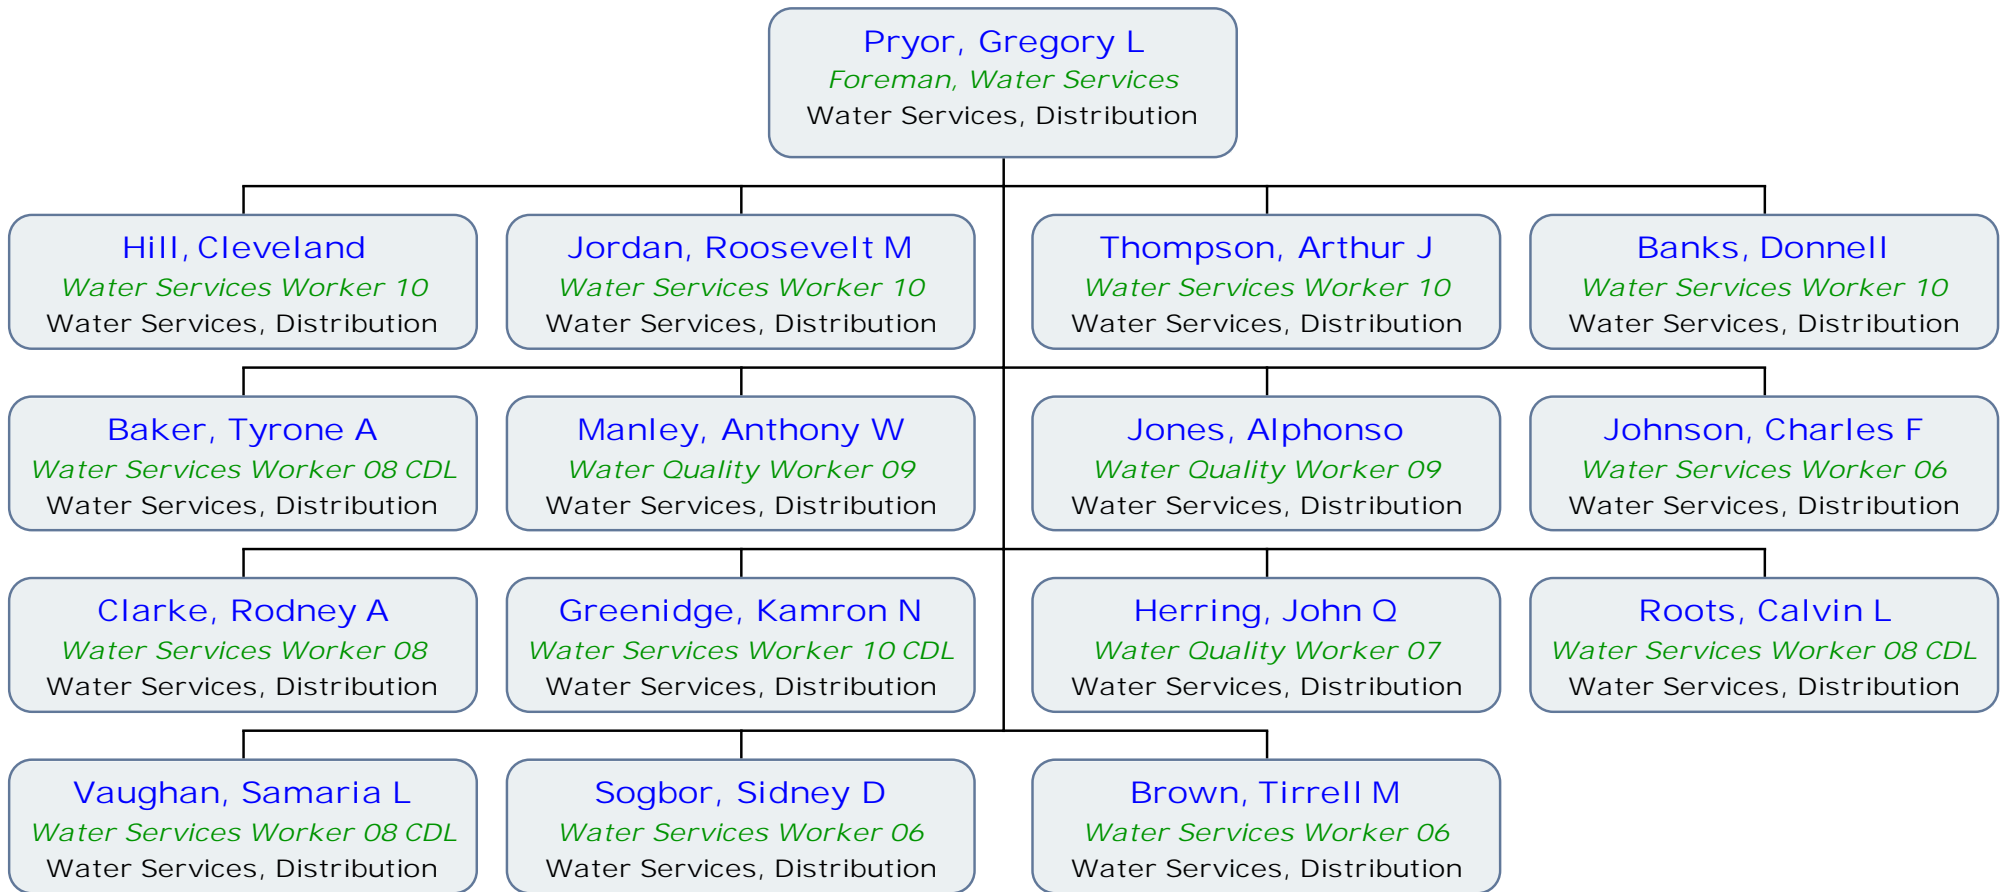 Pryor, Gregory L
Foreman, Water Services
Water Services, Distribution
Hill, Cleveland
Water Services Worker 10
Water Services, Distribution
Jordan, Roosevelt M
Water Services Worker 10
Water Services, Distribution
Thompson, Arthur J
Water Services Worker 10
Water Services, Distribution
Banks, Donnell
Water Services Worker 10
Water Services, Distribution
Baker, Tyrone A
Water Services Worker 08 CDL
Water Services, Distribution
Manley, Anthony W
Water Quality Worker 09
Water Services, Distribution
Jones, Alphonso
Water Quality Worker 09
Water Services, Distribution
Johnson, Charles F
Water Services Worker 06
Water Services, Distribution
Clarke, Rodney A
Water Services Worker 08
Water Services, Distribution
Greenidge, Kamron N
Water Services Worker 10 CDL
Water Services, Distribution
Herring, John Q
Water Quality Worker 07
Water Services, Distribution
Roots, Calvin L
Water Services Worker 08 CDL
Water Services, Distribution
Vaughan, Samaria L
Water Services Worker 08 CDL
Water Services, Distribution
Sogbor, Sidney D
Water Services Worker 06
Water Services, Distribution
Brown, Tirrell M
Water Services Worker 06
Water Services, Distribution